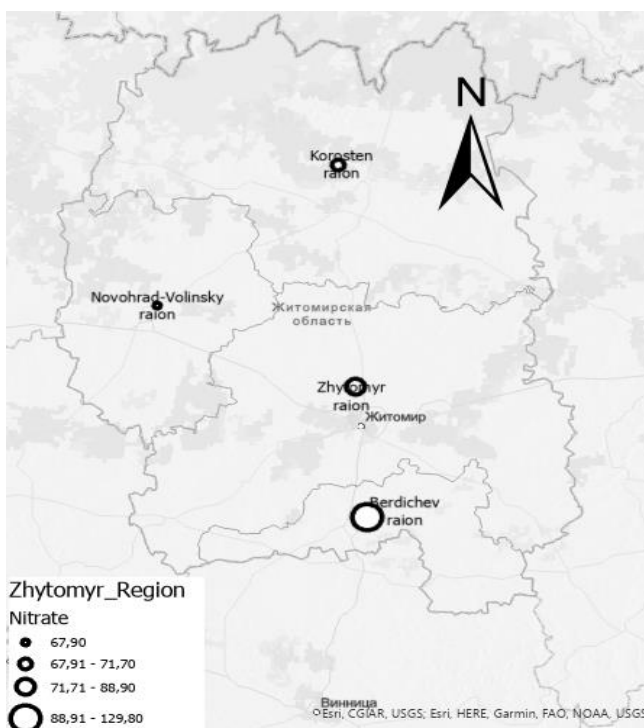 N
Korosten
raion
Novohrad-Volinsky
raion
Житомирская
область
Zhytomyr
raion
Житомир
Berdichev
raion
Zhytomyr_Region
Nitrate
67,90
67,91 - 71,70
71,71 - 88,90
88,91 - 129,80
Винница
Esri, CGIAR, USGS; Esri, HERE, Garmin, FAO, NOAA, USGS